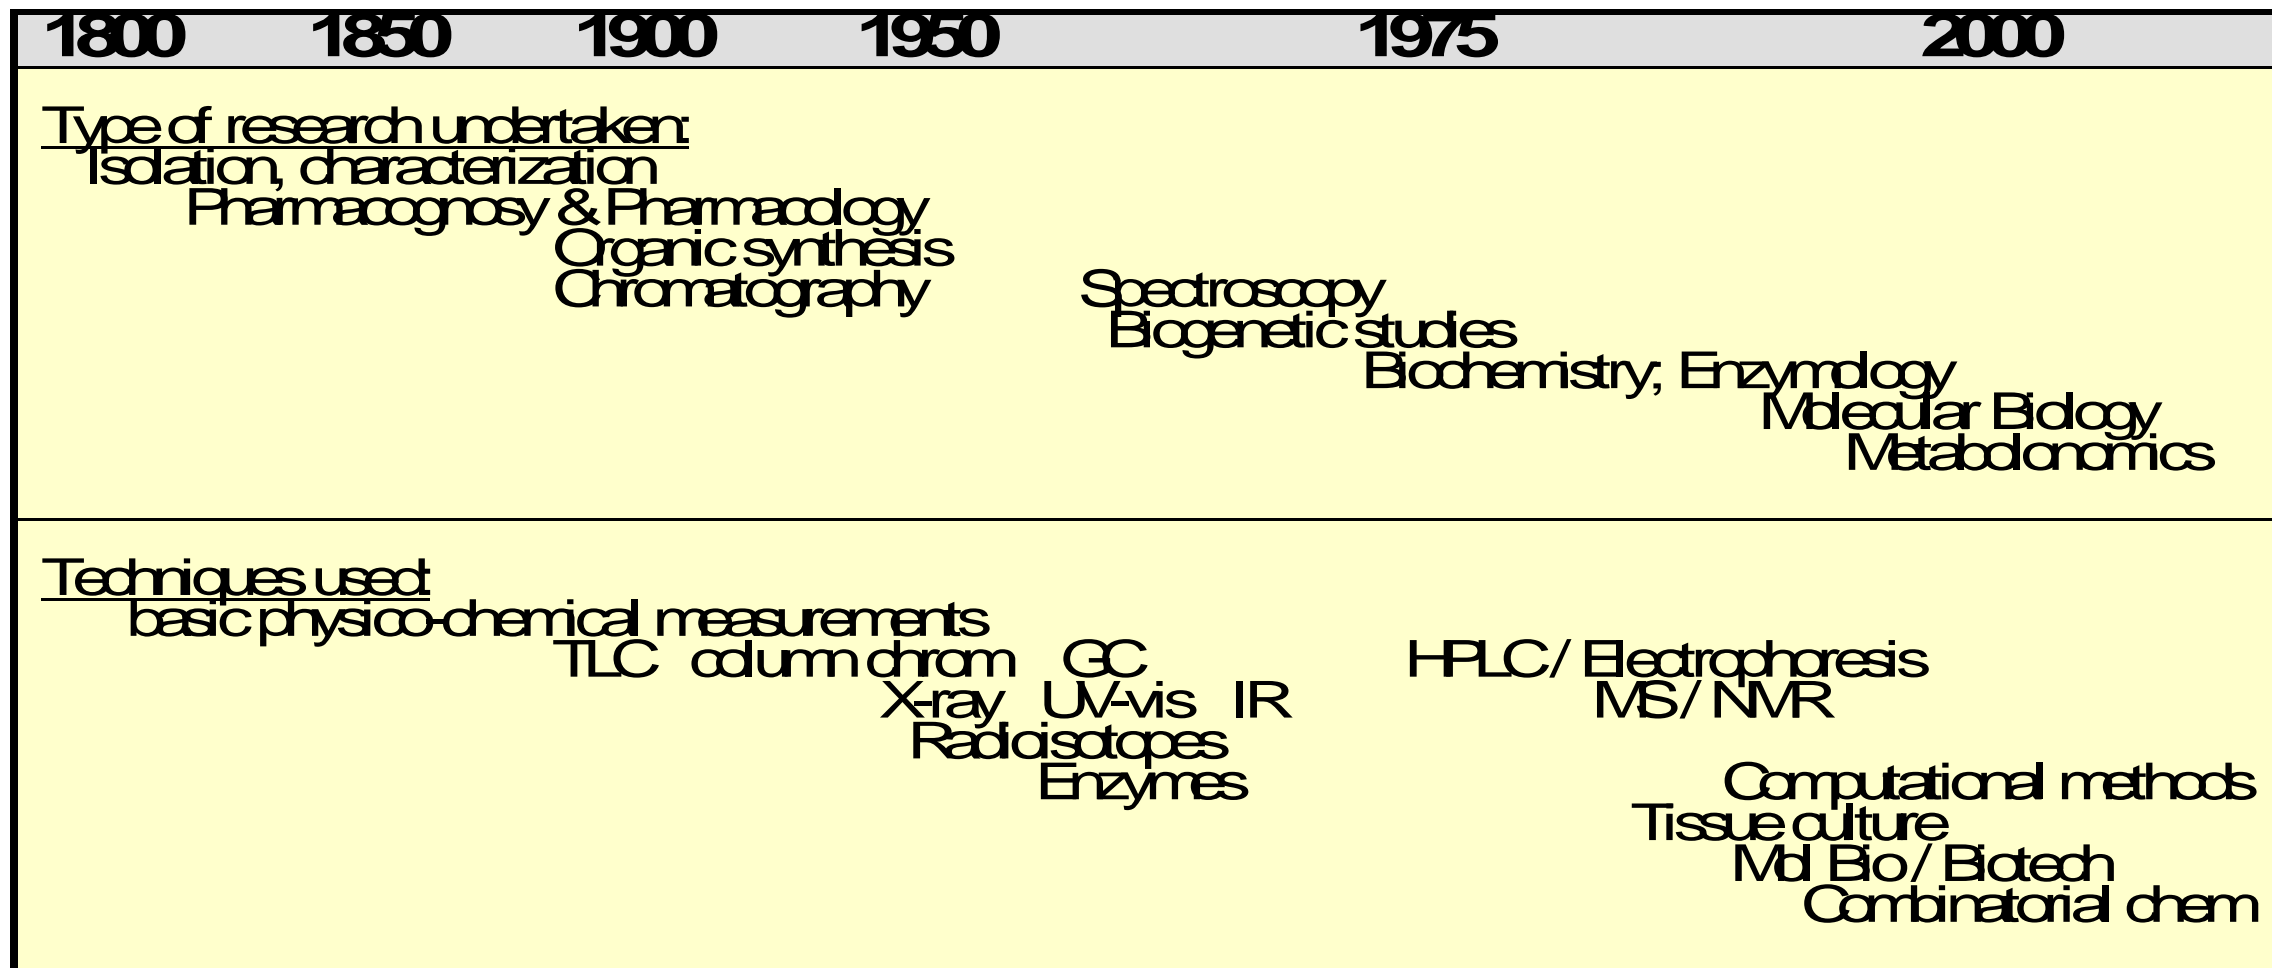 1800 1850 1900 1950 1975 2000
Type of research undertaken:
Isolation, characterization
Pharmacognosy & Pharmacology
Organic synthesis
Chromatography Spectroscopy
Biogenetic studies
Biochemistry; Enzymology
Molecular Biology
Metabolonomics
Techniques used:
basic physico-chemical measurements
TLC column chrom GC HPLC / Electrophoresis
X-ray UV-vis IR MS / NMR
Radioisotopes
Enzymes Computational methods
Tissue culture
Mol Bio / Biotech
Combinatorial chem